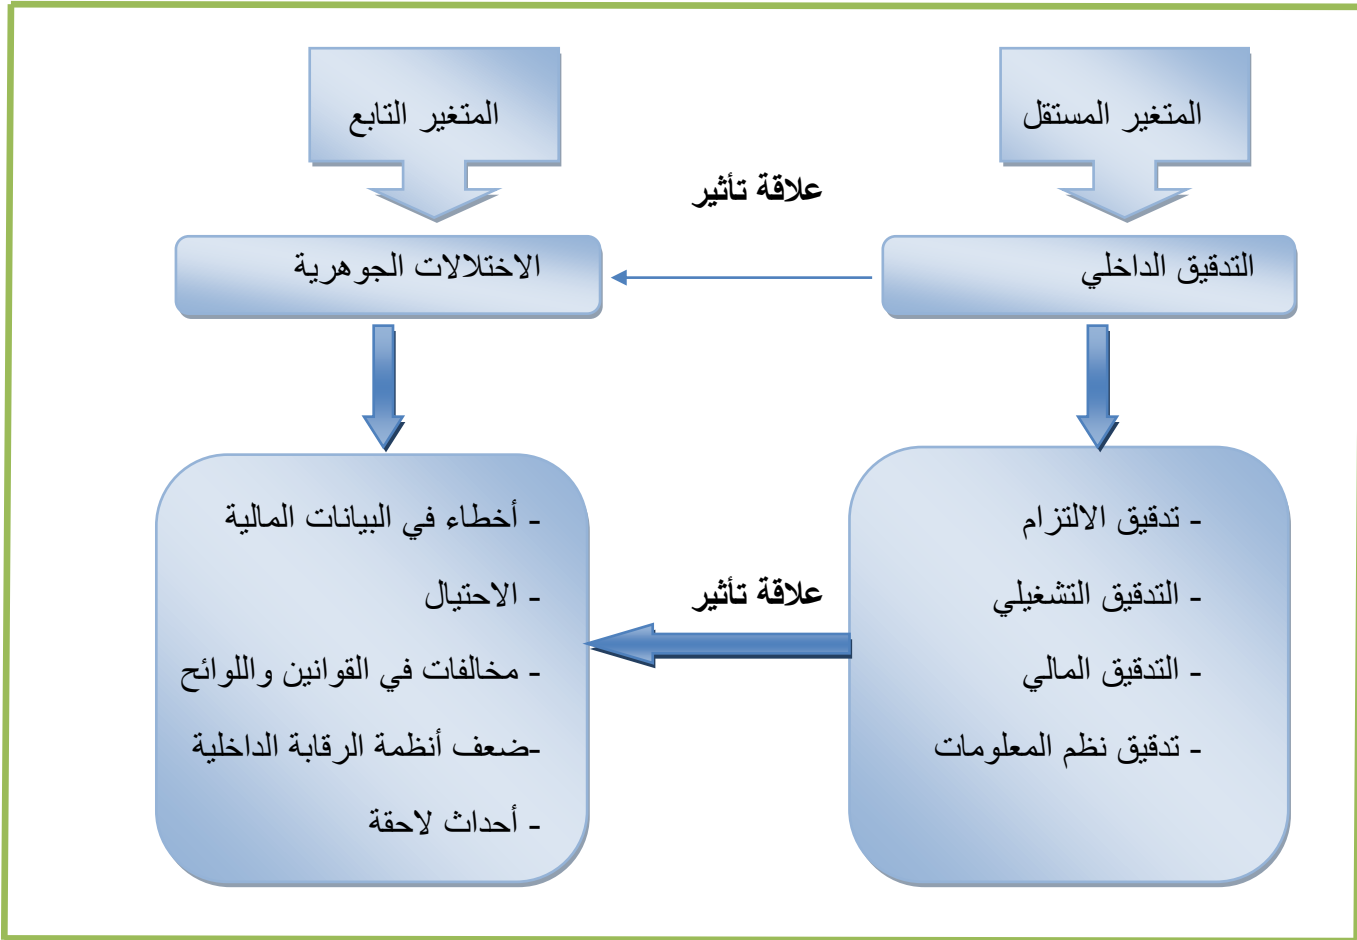 المتغير المستقل
المتغير التابع
علاقة تأثير
التدقيق الداخلي
الاختلالات الجوهرية
- تدقيق الالتزام
- التدقيق التشغيلي
- التدقيق المالي
- تدقيق نظم المعلومات
علاقة تأثير
- أخطاء في البيانات المالية
- الاحتيال
- مخالفات في القوانين واللوائح
-ضعف أنظمة الرقابة الداخلية
- أحداث لاحقة